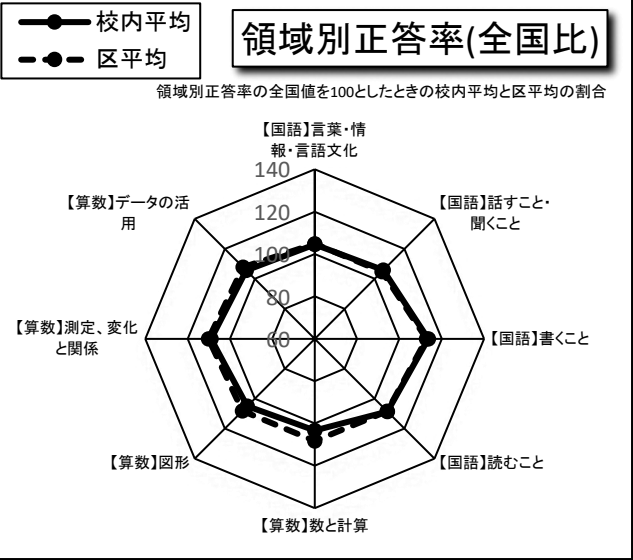 校内平均
区平均
領域別正答率(全国比)
領域別正答率の全国値を100としたときの校内平均と区平均の割合
【国語】言葉・情
報・言語文化
140
120
100
80
60
【国語】話すこと・
聞くこと
【国語】書くこと
【国語】読むこと
【算数】数と計算
【算数】図形
【算数】測定、変化
と関係
【算数】データの活
用